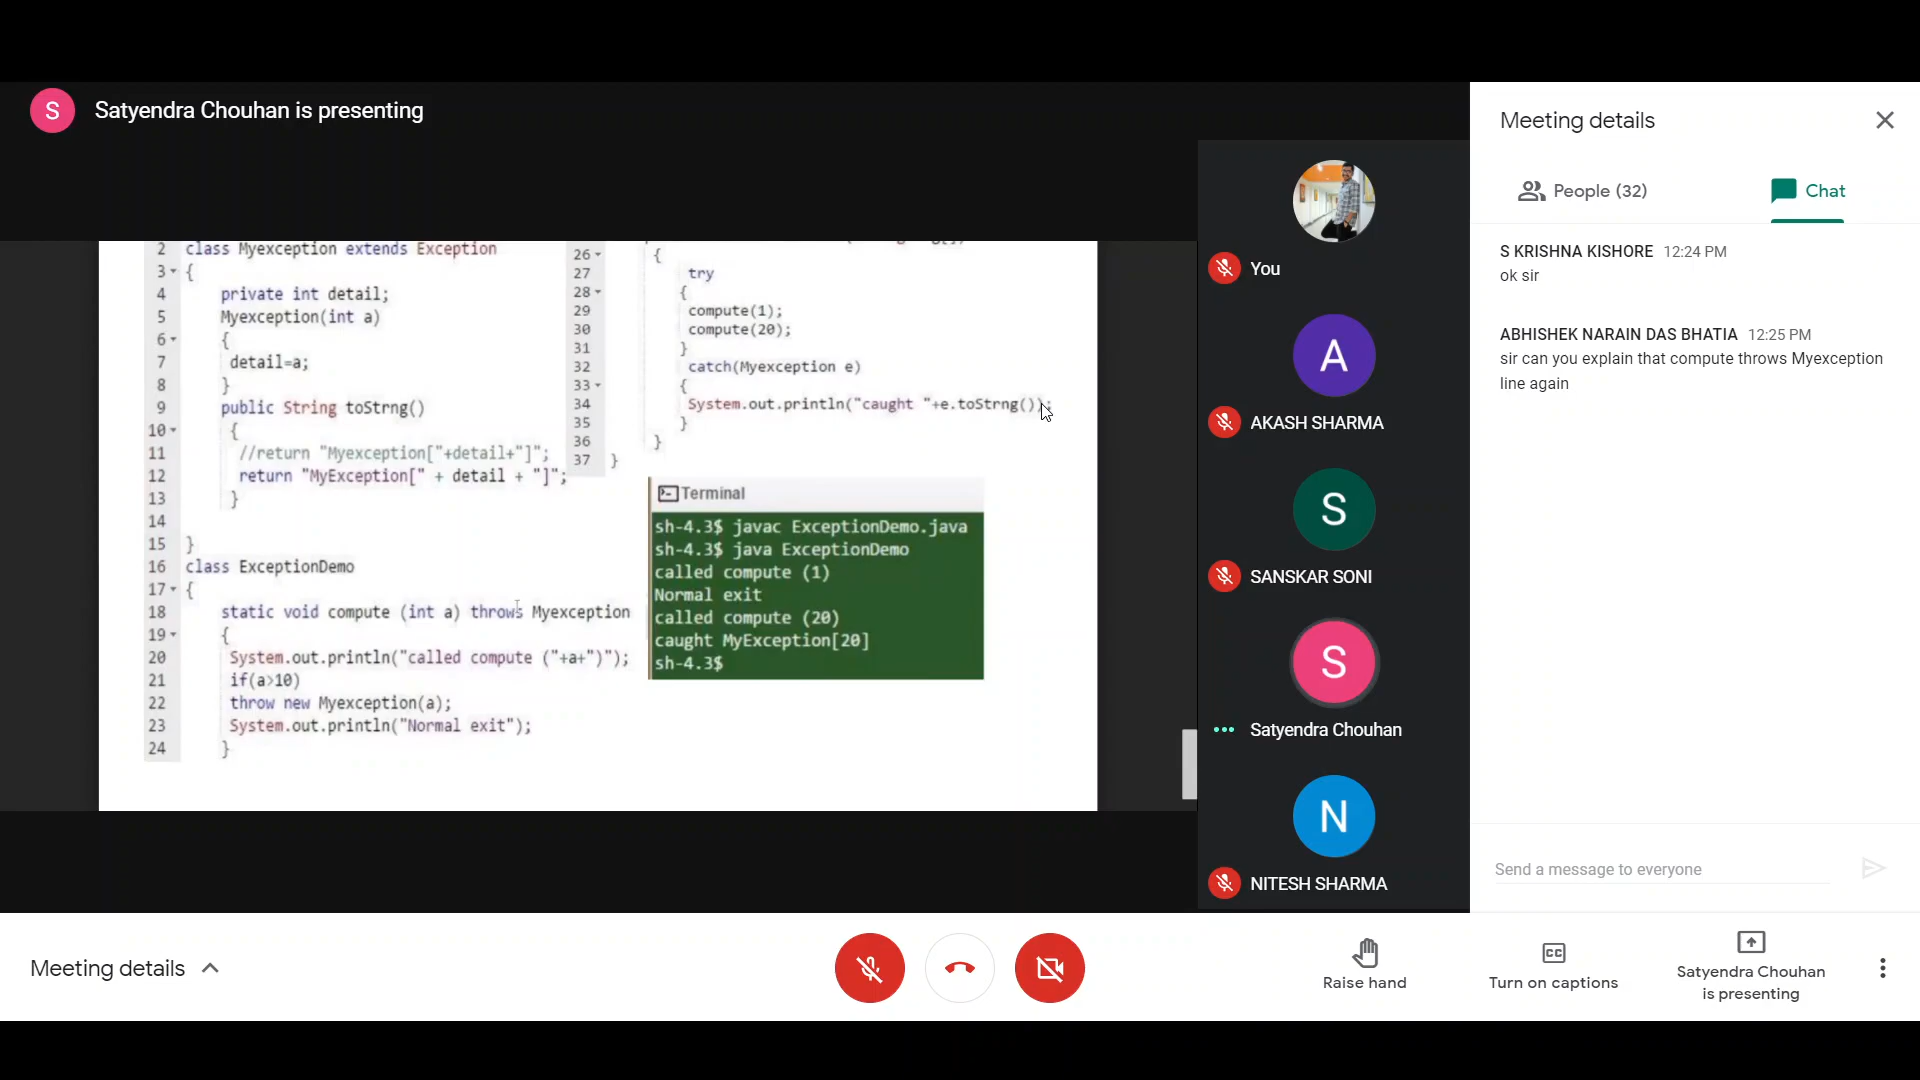 S
Satyendra Chouhan is presenting
2 class Myexception extends Exception
3 {
4 private int detail;
5 Myexception(int a)
6 {
7 detail=a;
8 }
9 public String toStrng()
10 {
11 //return "Myexception["+detail+"]";
12 return "MyException[" + detail + "]";
13 }
14
15 }
16 class ExceptionDemo
17 {
18 static void compute (int a) throws Myexception
19 {
20 System.out.println("called compute ("+a+")");
21 if(a>10)
22 throw new Myexception(a);
23 System.out.println("Normal exit");
24 }
26 {
27 try
28 {
29 compute(1);
30 compute(20);
31 }
32 catch(Myexception e)
33 {
34 System.out.println("caught "+e.toStrng());
35 }
36 }
37 }
Terminal
sh-4.3$ javac ExceptionDemo.java
sh-4.3$ java ExceptionDemo
called compute (1)
Normal exit
called compute (20)
caught MyException[20]
sh-4.3$
You
A
AKASH SHARMA
S
SANSKAR SONI
S
Satyendra Chouhan
N
NITESH SHARMA
Meeting details
People (32)
Chat
S KRISHNA KISHORE 12:24 PM
ok sir
ABHISHEK NARAIN DAS BHATIA 12:25 PM
sir can you explain that compute throws Myexception
line again
Send a message to everyone
Meeting details
Raise hand
CC
Turn on captions
Satyendra Chouhan
is presenting